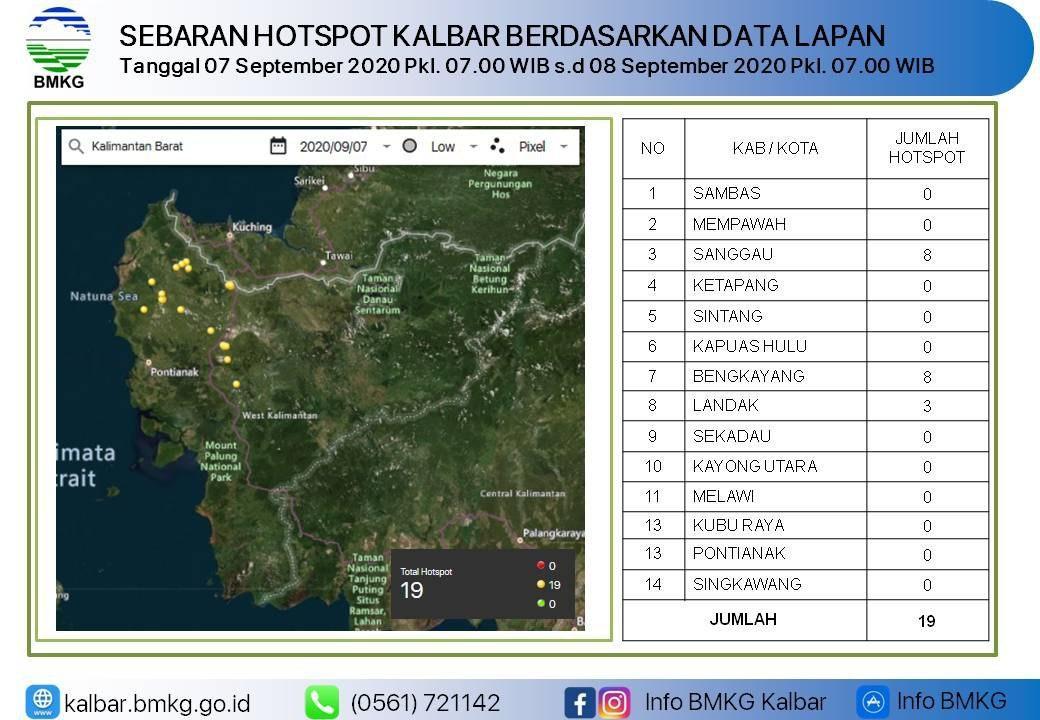 BMKG
SEBARAN HOTSPOT KALBAR BERDASARKAN DATA LAPAN
Tanggal 07 September 2020 Pkl. 07.00 WIB s.d 08 September 2020 Pkl. 07.00 WIB
Kalimantan Barat 2020/09/07 Low Pixel
Sibu
Sarikei
Negara
Pergunungan
Hos
Kuching
Tawai
Taman
Nasional
Betung
Kerihun
Taman
Nasional
Danau
Sentarum
Natuna Sea
Pontianak
West Kalimantan
Mount
Palung
National
Park
imata
rait
Central Kalimantan
Palangkaraya
Taman
Nasional
Tanjung
Puting
Situs
Ramsar,
Lahan
ng
B
Total Hotspot
19
0
19
0
NO KAB / KOTA JUMLAH HOTSPOT
1 SAMBAS 0
2 MEMPAWAH 0
3 SANGGAU 8
4 KETAPANG 0
5 SINTANG 0
6 KAPUAS HULU 0
7 BENGKAYANG 8
8 LANDAK 3
9 SEKADAU 0
10 KAYONG UTARA 0
11 MELAWI 0
13 KUBU RAYA 0
13 PONTIANAK 0
14 SINGKAWANG 0
JUMLAH 19
kalbar.bmkg.go.id (0561) 721142 Info BMKG Kalbar Info BMKG